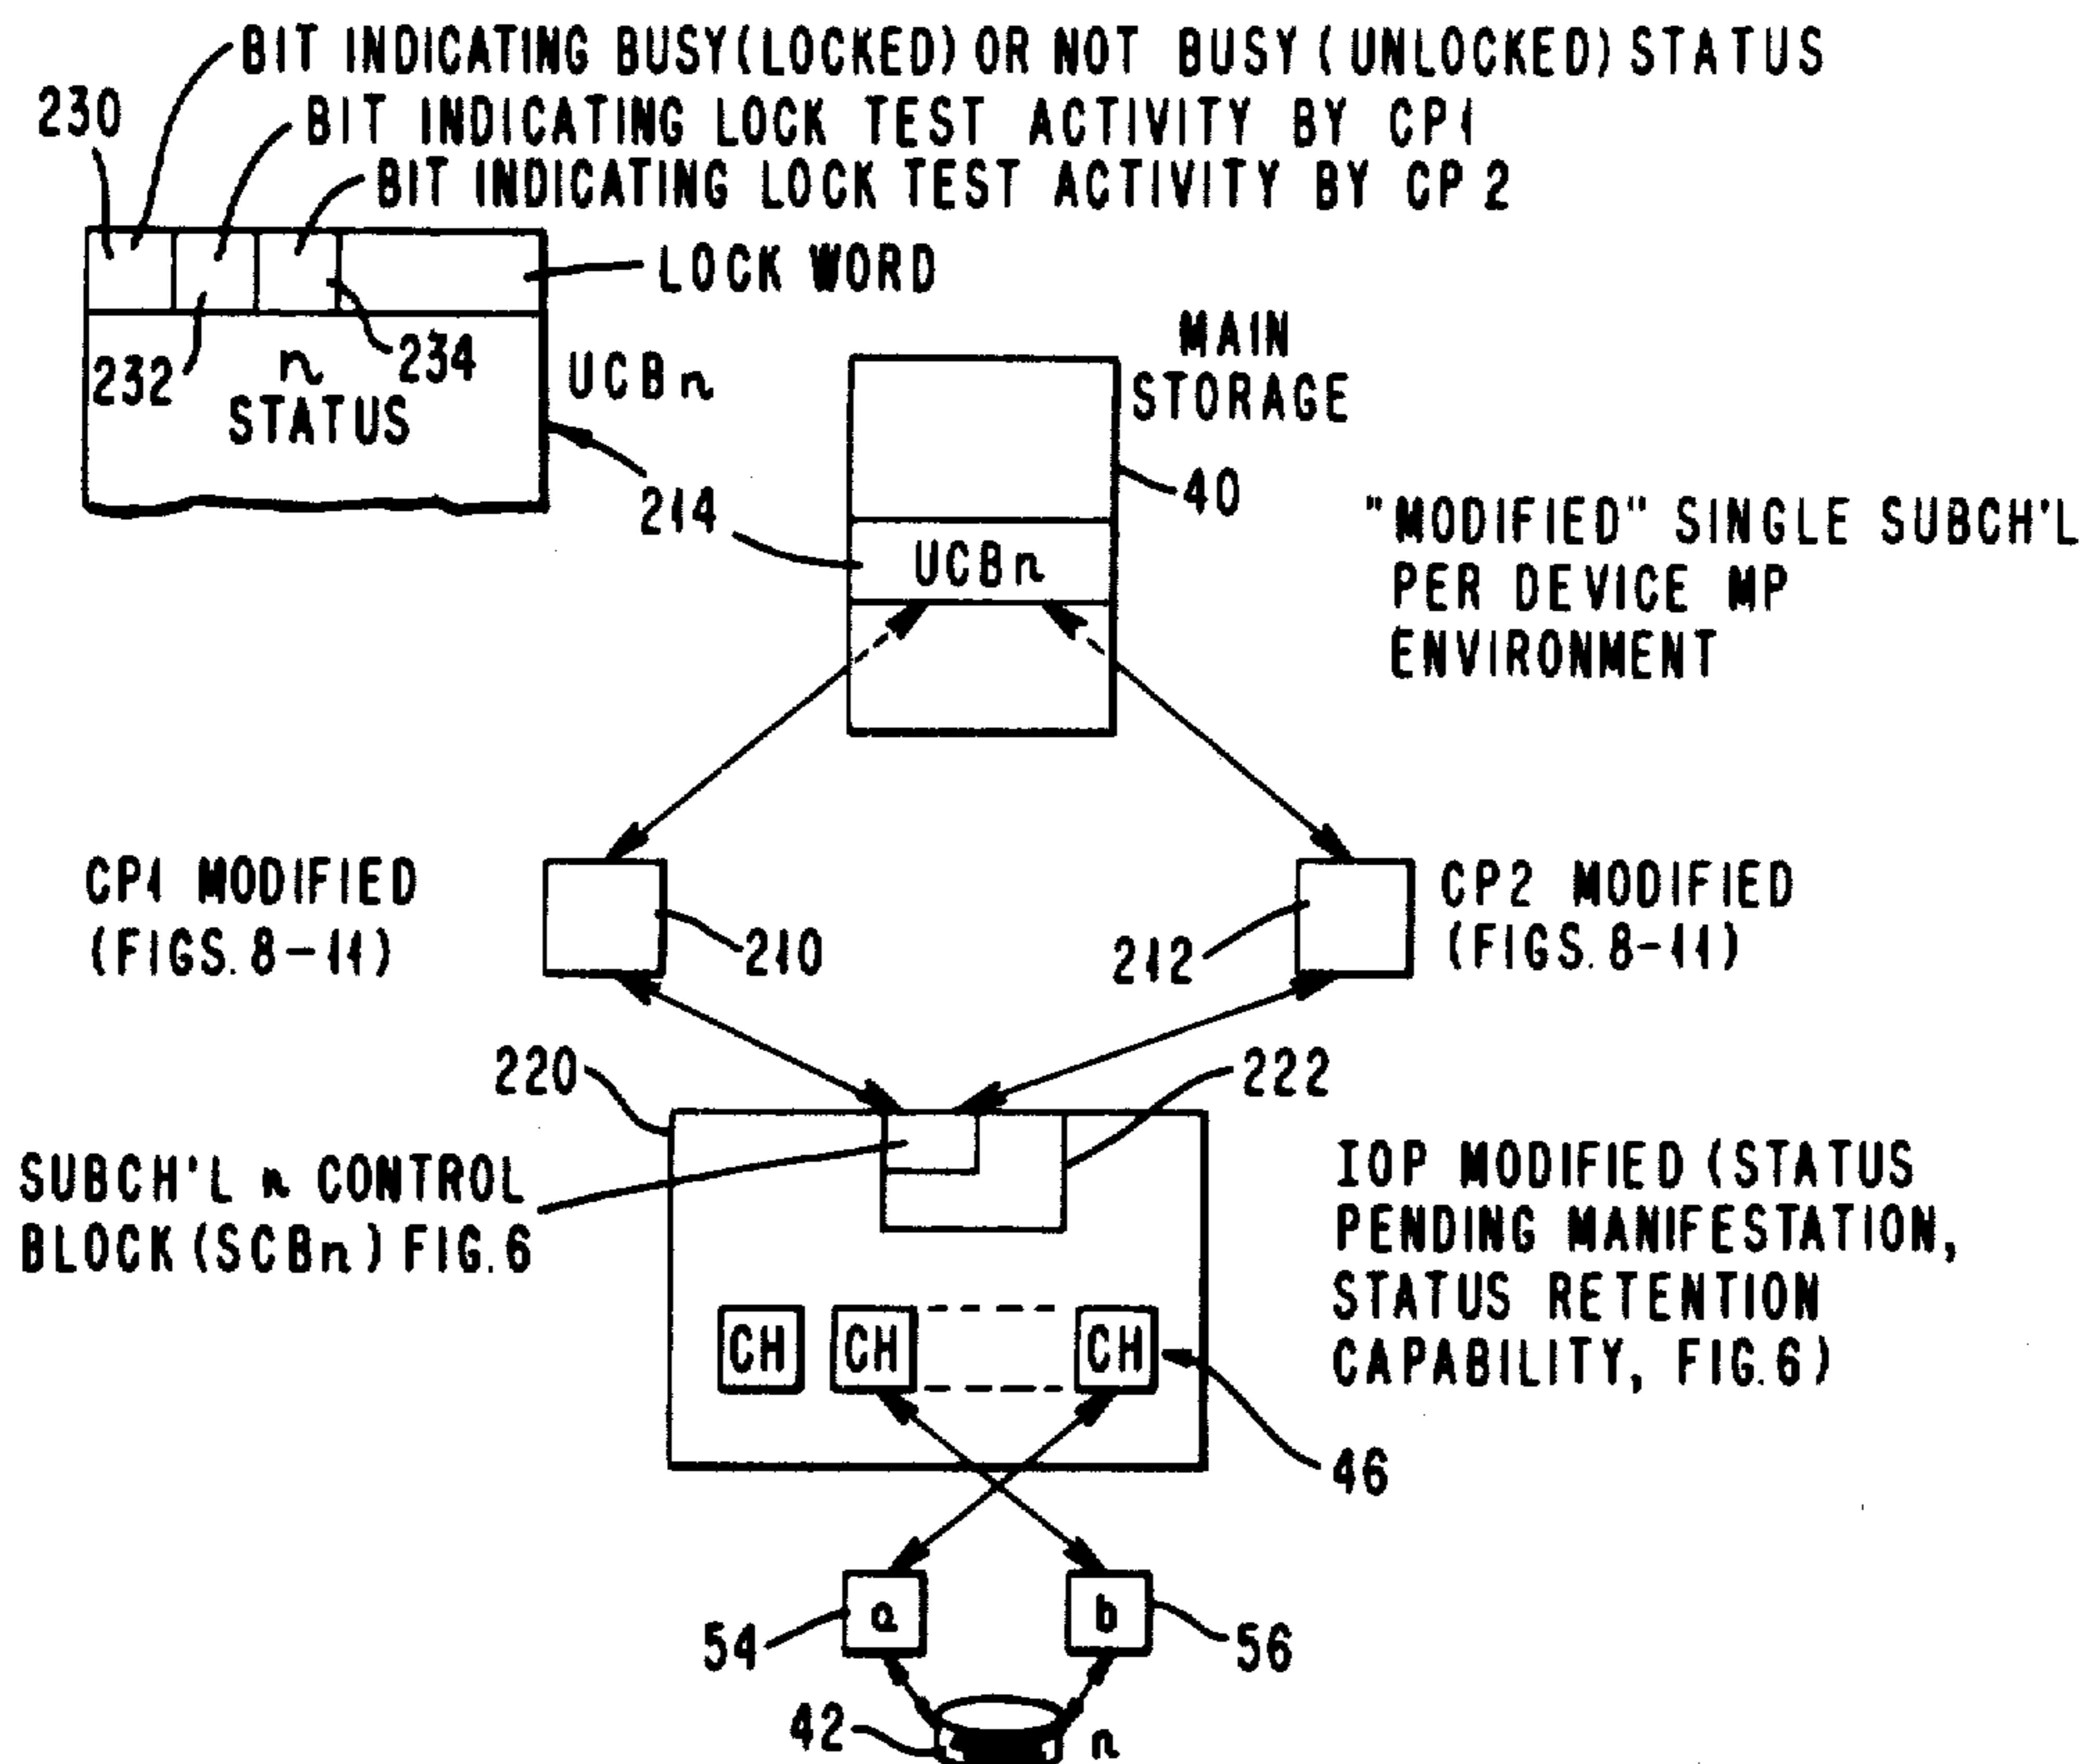 BIT INDICATING BUSY(LOCKED) OR NOT BUSY (UNLOCKED) STATUS
230
BIT INDICATING LOCK TEST ACTIVITY BY CP1
BIT INDICATING LOCK TEST ACTIVITY BY CP2
LOCK WORD
232
n
234
STATUS
UCBn
214
MAIN
STORAGE
40
UCBn
"MODIFIED" SINGLE SUBCH'L
PER DEVICE MP
ENVIRONMENT
CP1 MODIFIED
(FIGS. 8-11)
210
212
CP2 MODIFIED
(FIGS. 8-11)
220
222
SUBCH'L n CONTROL
BLOCK (SCBn) FIG.6
IOP MODIFIED (STATUS
PENDING MANIFESTATION,
STATUS RETENTION
CAPABILITY, FIG.6)
CH CH CH
46
a
b
54
56
42
n